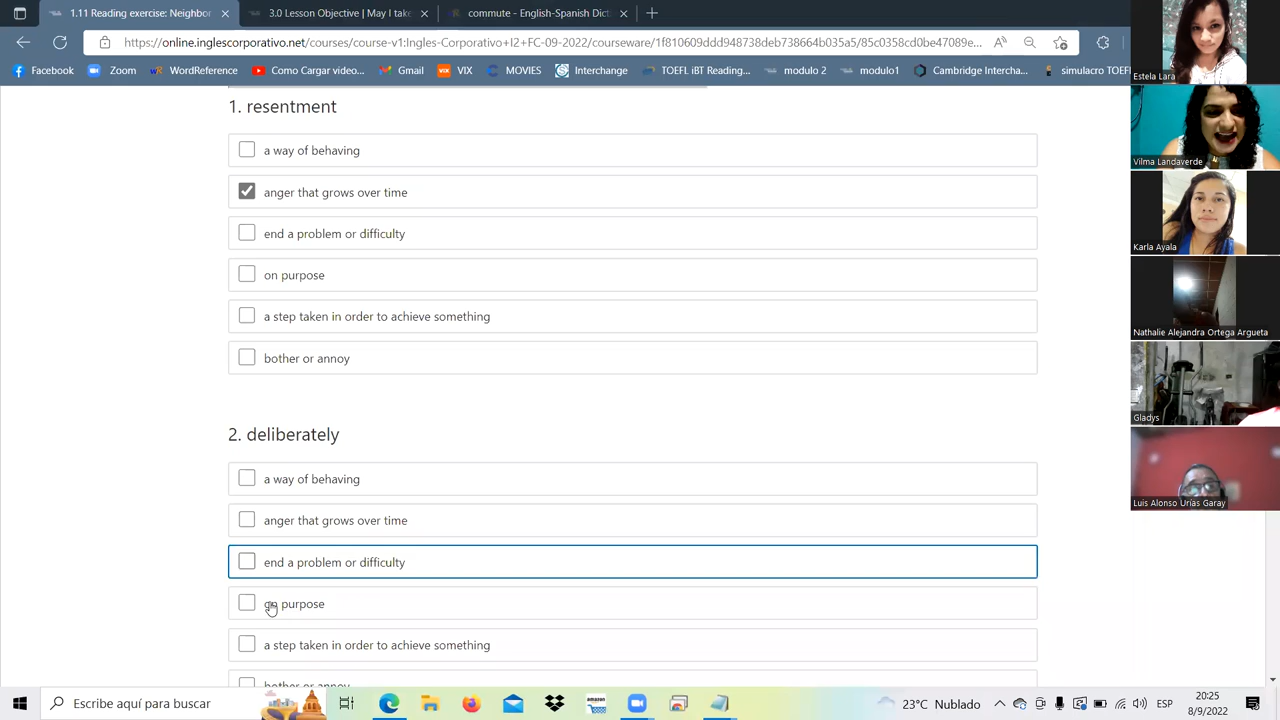 1.11 Reading exercise: Neighbor
3.0 Lesson Objective | May I take
commute - English-Spanish Dict
https://online.inglescorporativo.net/courses/course-v1:Ingles-Corporativo+I2+FC-09-2022/courseware/1f810609ddd948738deb738664b035a5/85c0358cd0be47089e...
Facebook
Zoom
WordReference
Como Cargar video...
Gmail
VIX
MOVIES
Interchange
TOEFL iBT Reading...
modulo 2
modulo
Cambridge Intercha...
simulacro TOEFL
1. resentment
a way of behaving
anger that grows over time
end a problem or difficulty
on purpose
a step taken in order to achieve something
bother or annoy
2. deliberately
a way of behaving
anger that grows over time
end a problem or difficulty
on purpose
a step taken in order to achieve something
bother or annoy
Estela Lara
Vilma Landaverde
Karla Ayala
Nathalie Alejandra Ortega Argueta
Gladys
Luis Alonso Urías Garay
Escribe aquí para buscar
23°C Nublado
ESP
20:25
8/9/2022